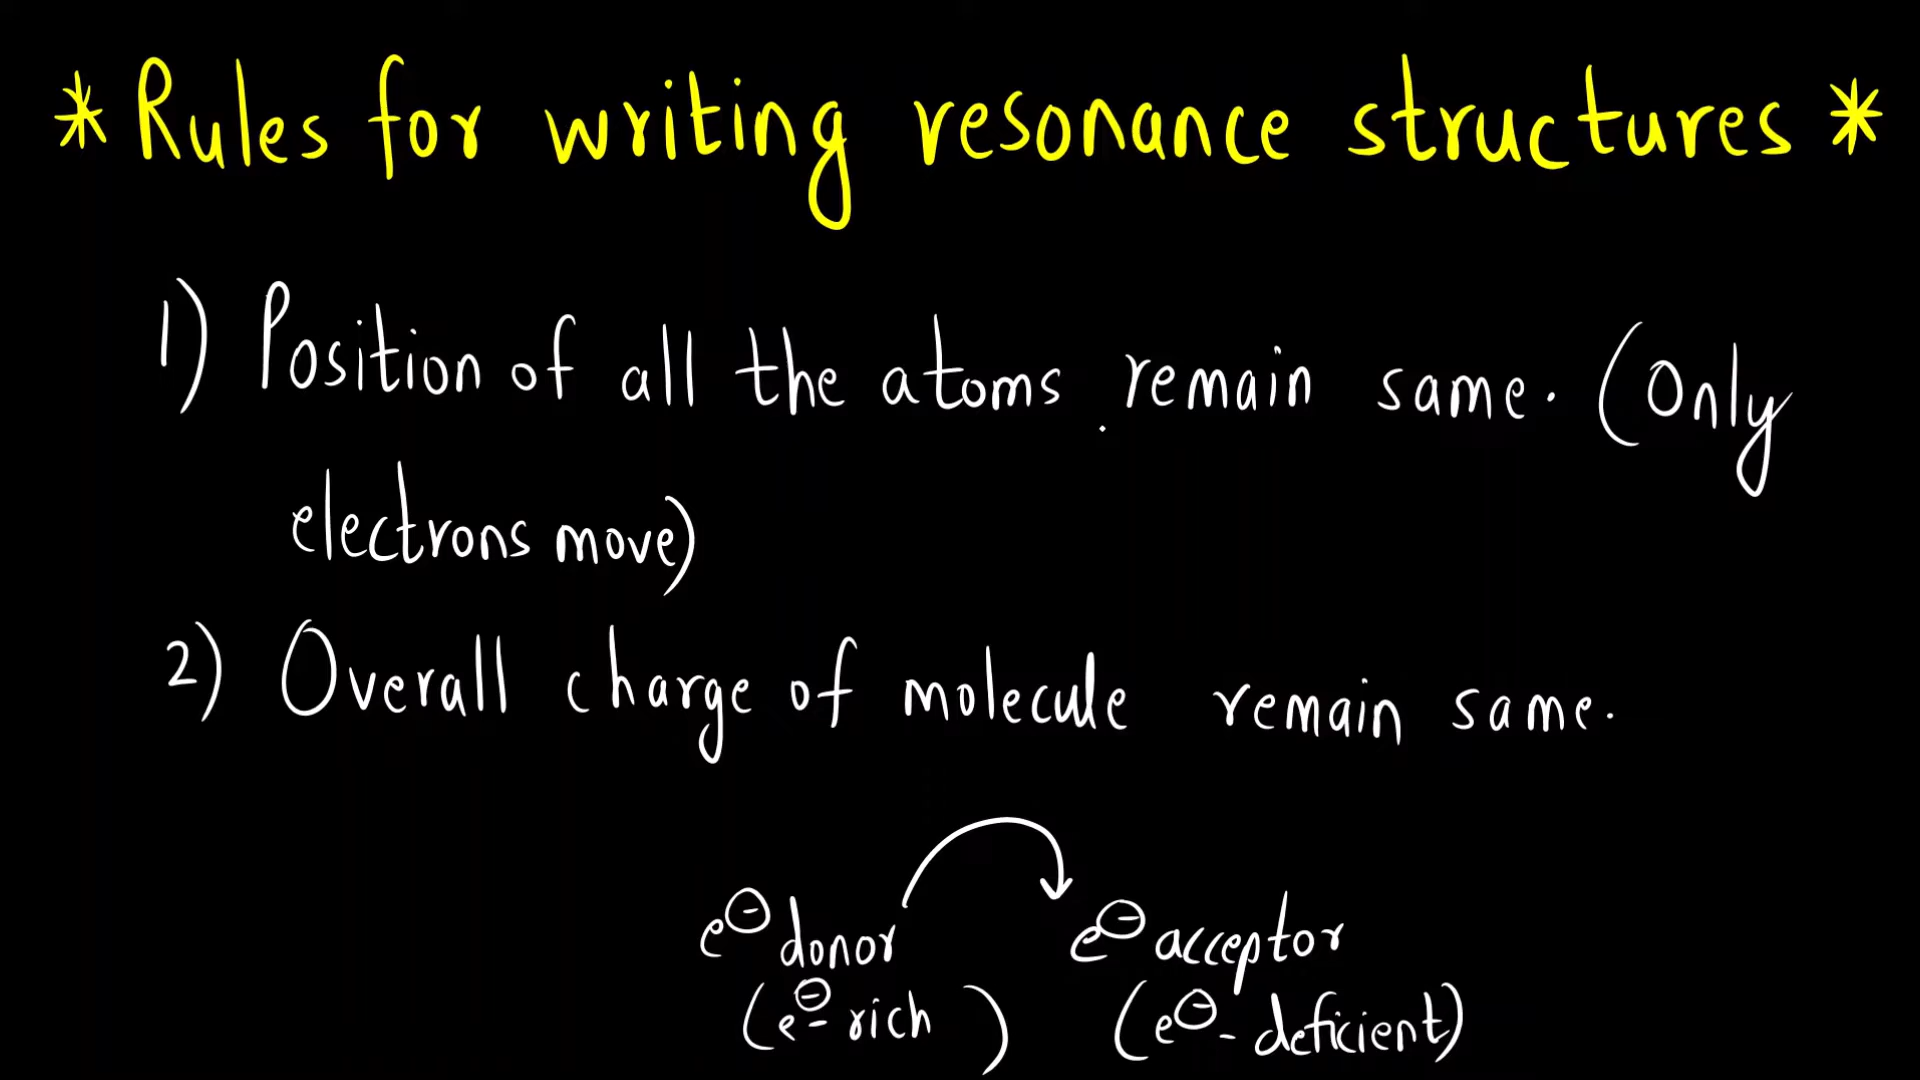 * Rules for writing resonance structures *
1) Position of all the atoms remain same. (Only
electrons move)
2) Overall charge of molecule remain same.
e⊖ donor e⊖ acceptor
(e⊖- rich) (e⊖- deficient)